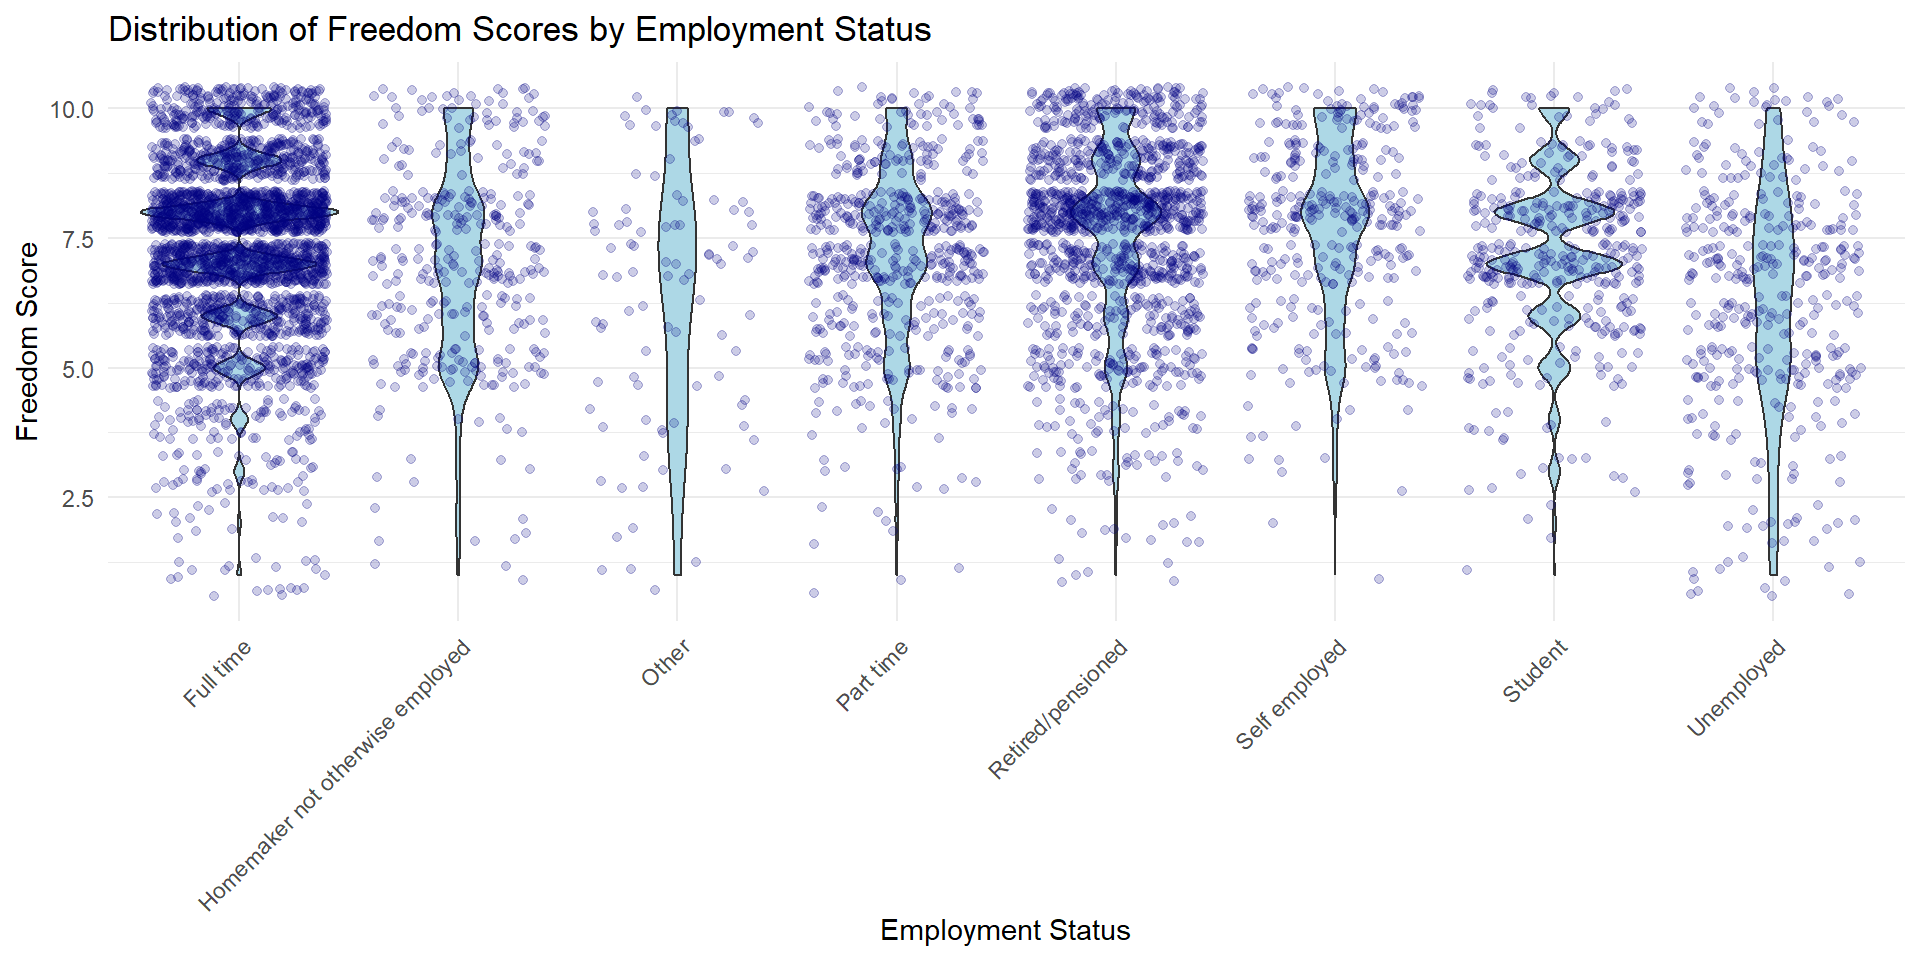 Distribution of Freedom Scores by Employment Status
Freedom Score
10.0
7.5
5.0
2.5
Full time
Homemaker not otherwise employed
Other
Part time
Retired/pensioned
Self employed
Student
Unemployed
Employment Status